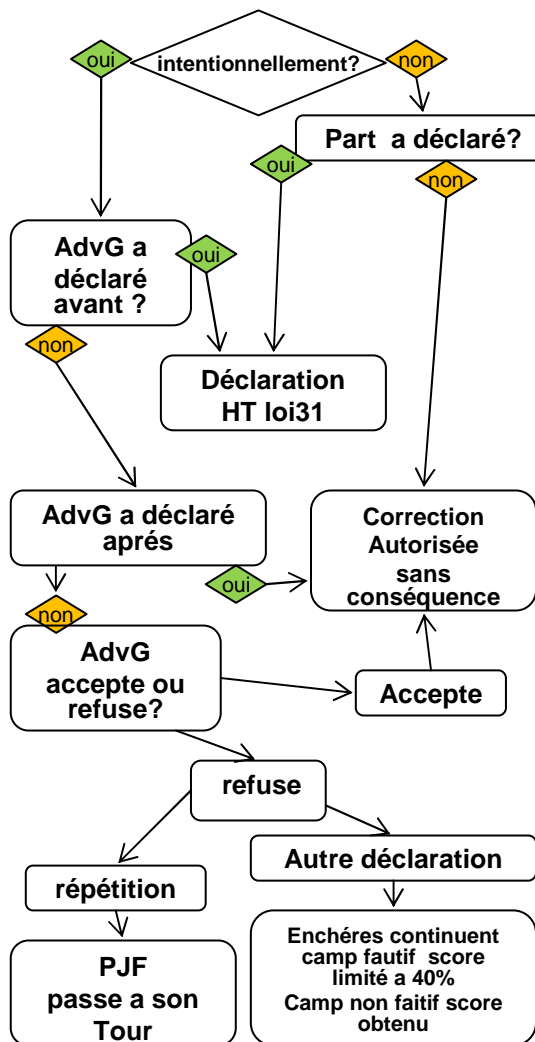 oui
intentionnellement?
non
Part a déclaré?
oui
non
AdvG a
déclaré
avant ?
oui
non
Déclaration
HT loi31
AdvG a déclaré
aprés
oui
Correction
Autorisée
sans
conséquence
non
AdvG
accepte ou
refuse?
Accepte
refuse
répétition
Autre déclaration
PJF
passe a son
Tour
Enchéres continuent
camp fautif score
limité a 40%
Camp non faitif score
obtenu